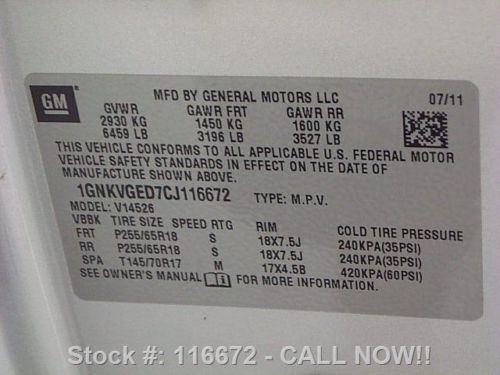 GM
MFD BY GENERAL MOTORS LLC 07/11
GVWR GAWR FRT GAWR RR
2930 KG 1450 KG 1600 KG
6459 LB 3196 LB 3527 LB
THIS VEHICLE CONFORMS TO ALL APPLICABLE U.S. FEDERAL MOTOR
VEHICLE SAFETY STANDARDS IN EFFECT ON THE DATE OF
MANUFACTURE SHOWN ABOVE.
1GNKVGED7CJ116672 TYPE: M.P.V.
MODEL: V14526
VBBK TIRE SIZE SPEED RTG RIM COLD TIRE PRESSURE
FRT P255/65R18 S 18X7.5J 240KPA(35PSI)
RR P255/65R18 S 18X7.5J 240KPA(35PSI)
SPA T145/70R17 M 17X4.5B 420KPA(60PSI)
SEE OWNER'S MANUAL FOR MORE INFORMATION.
Stock #: 116672 - CALL NOW!!